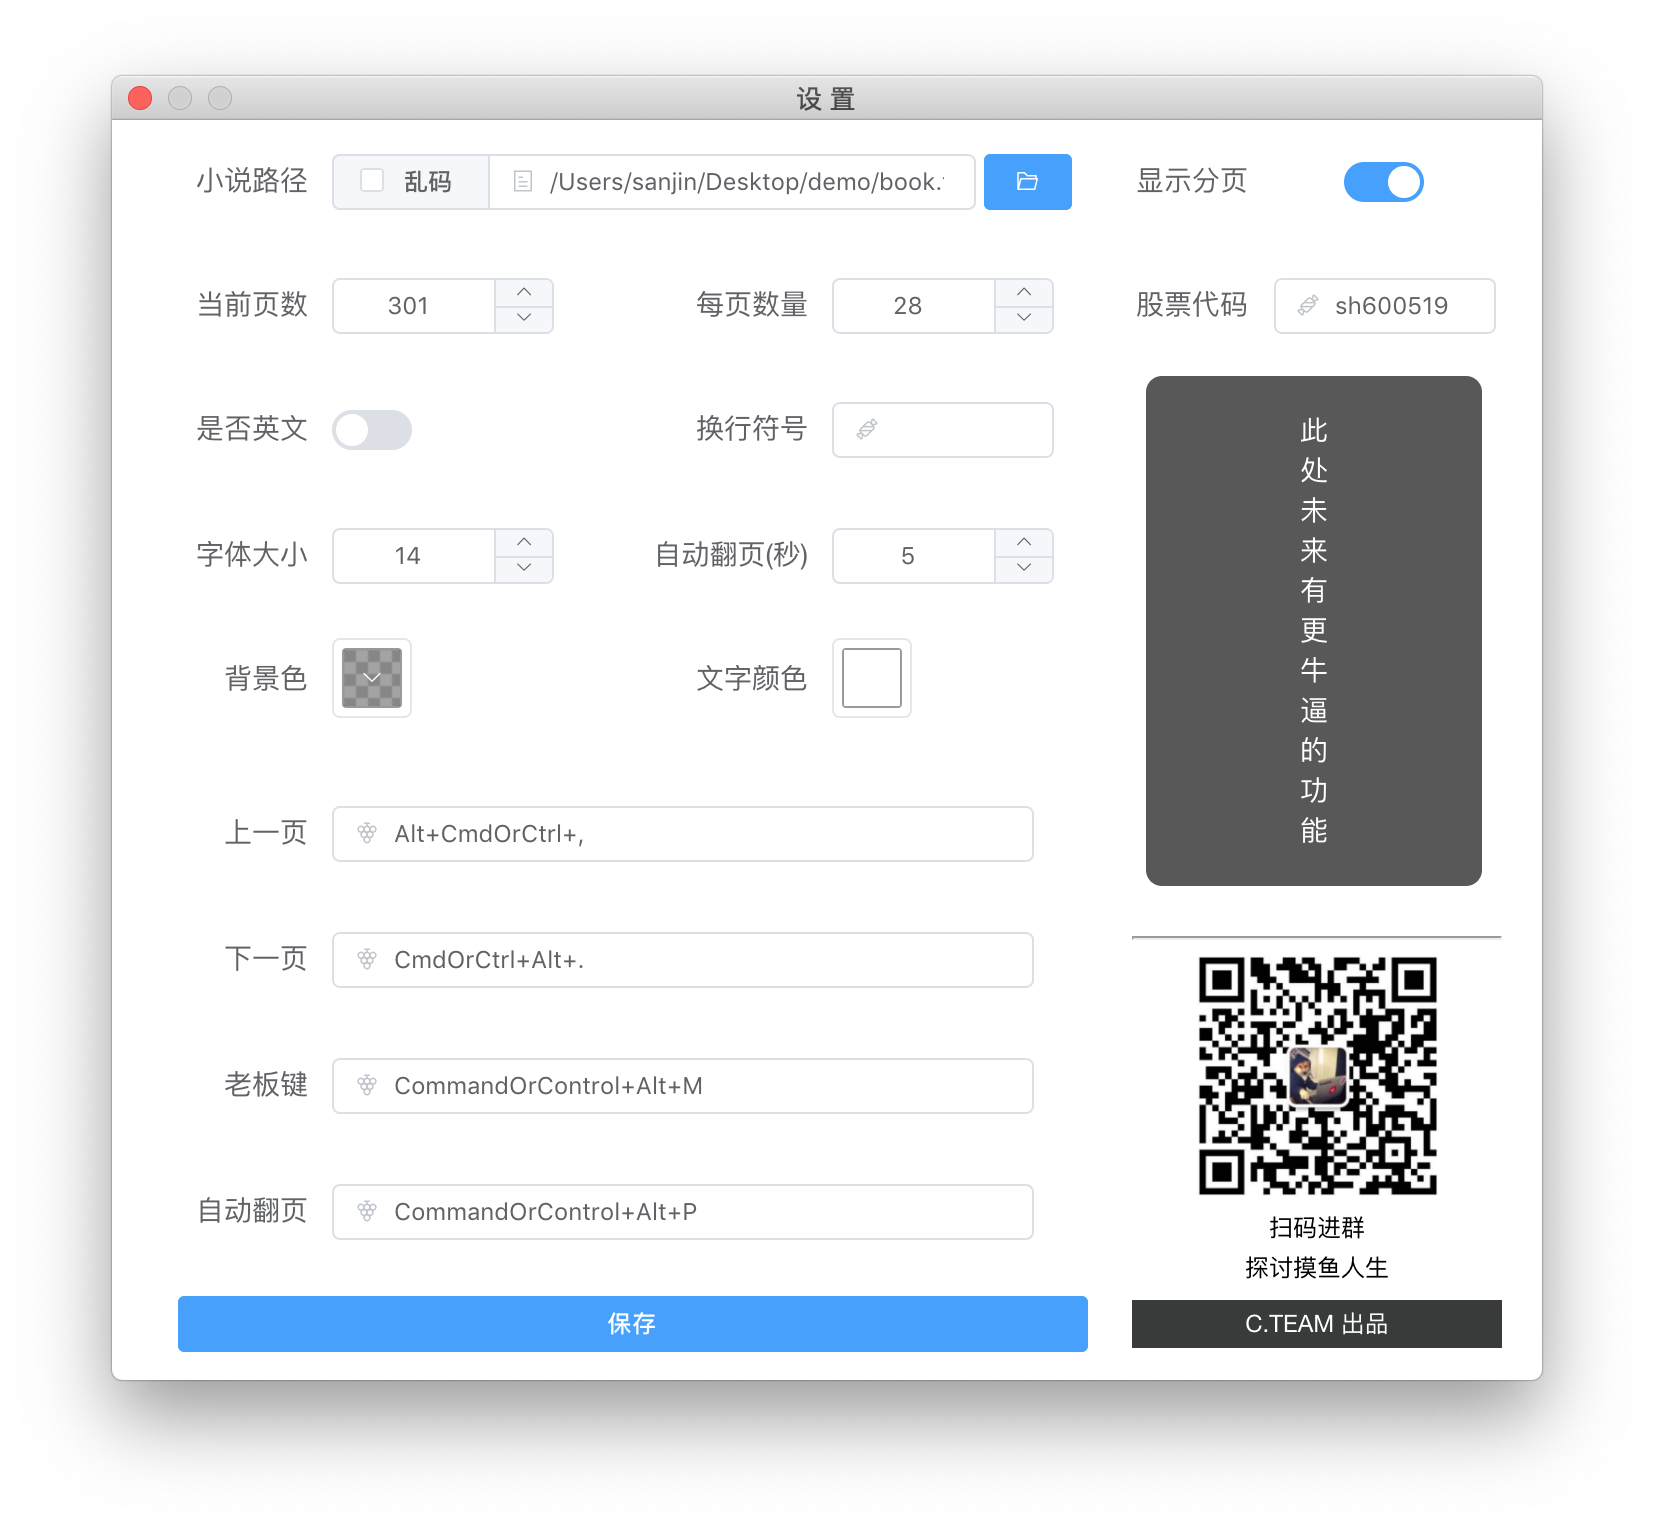 设 置
小说路径 乱码 /Users/sanjin/Desktop/demo/book. 显示分页
当前页数 301 每页数量 28 股票代码 sh600519
是否英文 换行符号
字体大小 14 自动翻页(秒) 5
背景色 文字颜色
此
处
未
来
有
更
牛
逼
的
功
能
上一页 Alt+CmdOrCtrl+,
下一页 CmdOrCtrl+Alt+.
老板键 CommandOrControl+Alt+M
自动翻页 CommandOrControl+Alt+P
扫码进群
探讨摸鱼人生
保存 C.TEAM 出品